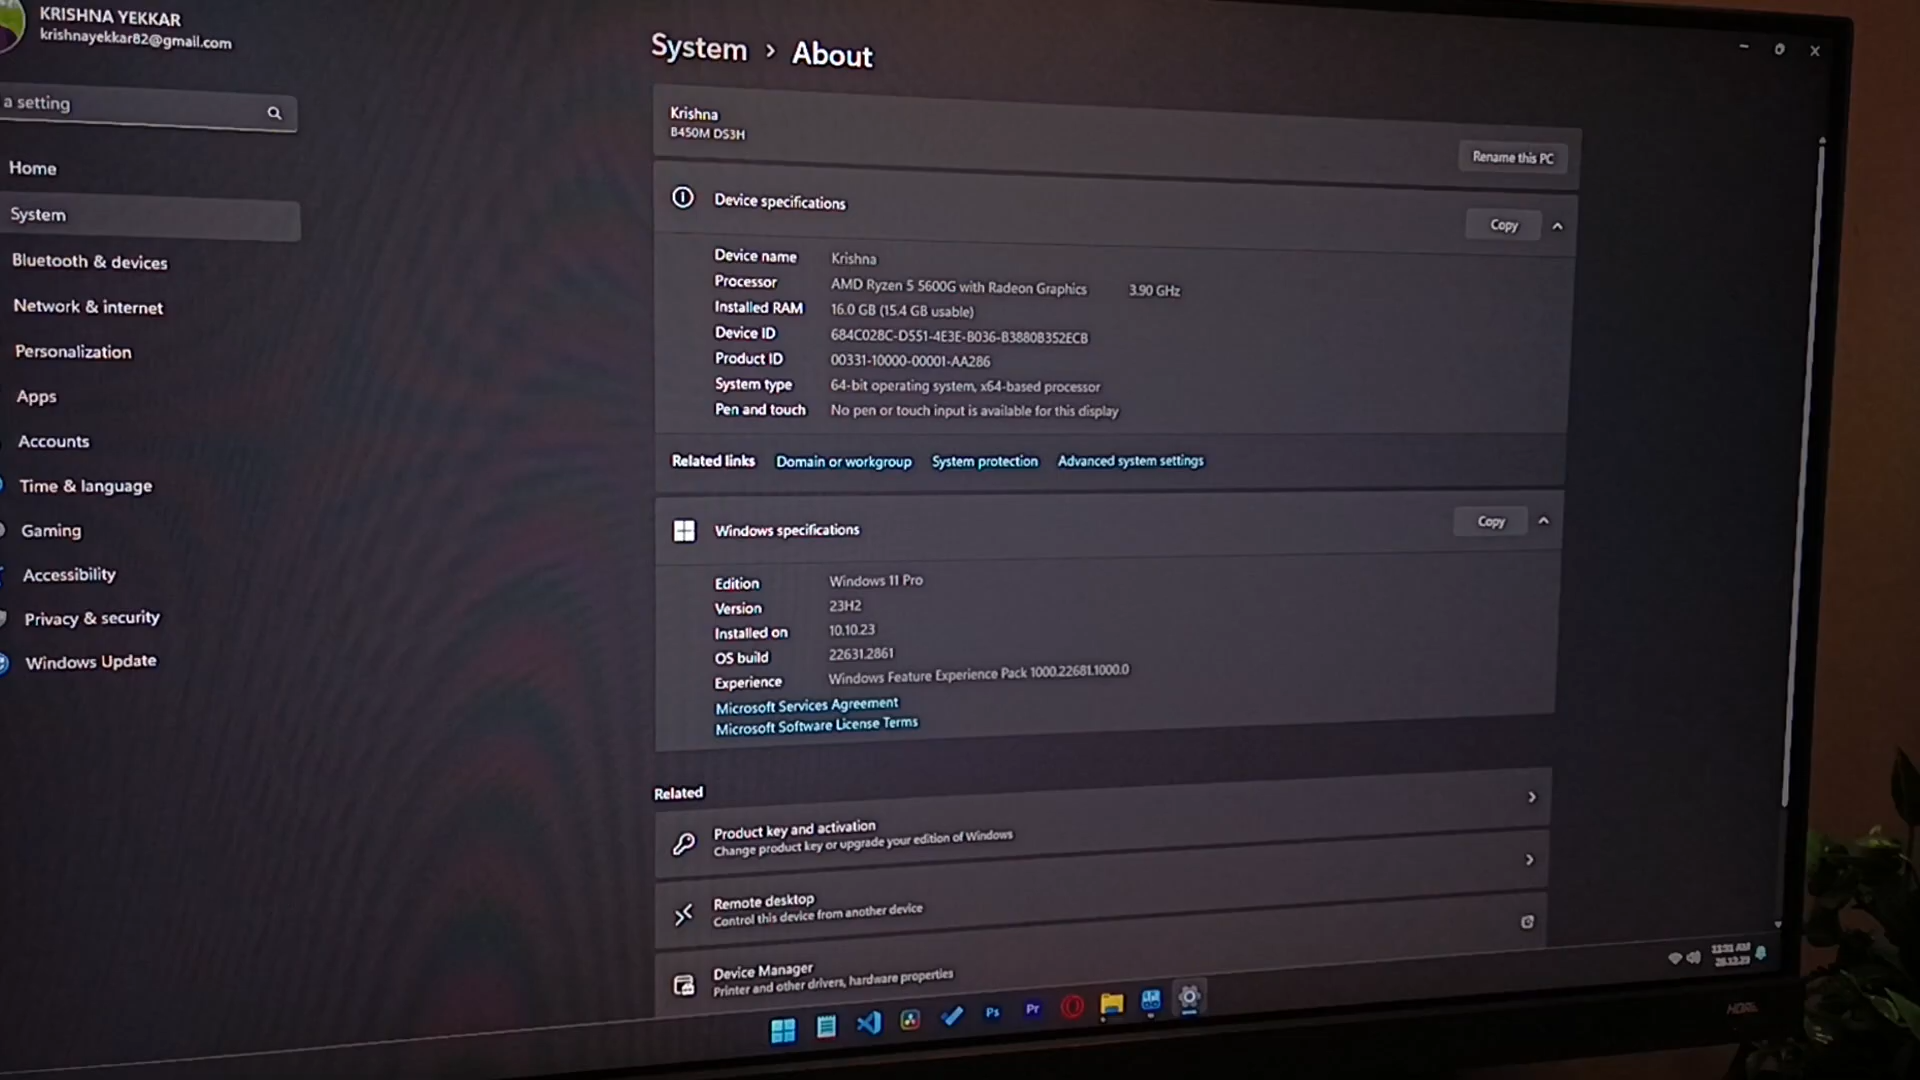 KRISHNA YEKKAR
krishnayekkar82@gmail.com
a setting
Home
System
Bluetooth & devices
Network & internet
Personalization
Apps
Accounts
Time & language
Gaming
Accessibility
Privacy & security
Windows Update
System > About
Krishna
B450M DS3H
Rename this PC
Device specifications
Copy
Device name Krishna
Processor AMD Ryzen 5 5600G with Radeon Graphics 3.90 GHz
Installed RAM 16.0 GB (15.4 GB usable)
Device ID 684C028C-D551-4E3E-B036-B3880B352ECB
Product ID 00331-10000-00001-AA286
System type 64-bit operating system, x64-based processor
Pen and touch No pen or touch input is available for this display
Related links Domain or workgroup System protection Advanced system settings
Windows specifications
Copy
Edition Windows 11 Pro
Version 23H2
Installed on 10.10.23
OS build 22631.2861
Experience Windows Feature Experience Pack 1000.22681.1000.0
Microsoft Services Agreement
Microsoft Software License Terms
Related
Product key and activation
Change product key or upgrade your edition of Windows
Remote desktop
Control this device from another device
Device Manager
Printer and other drivers, hardware properties
Ps
Pr